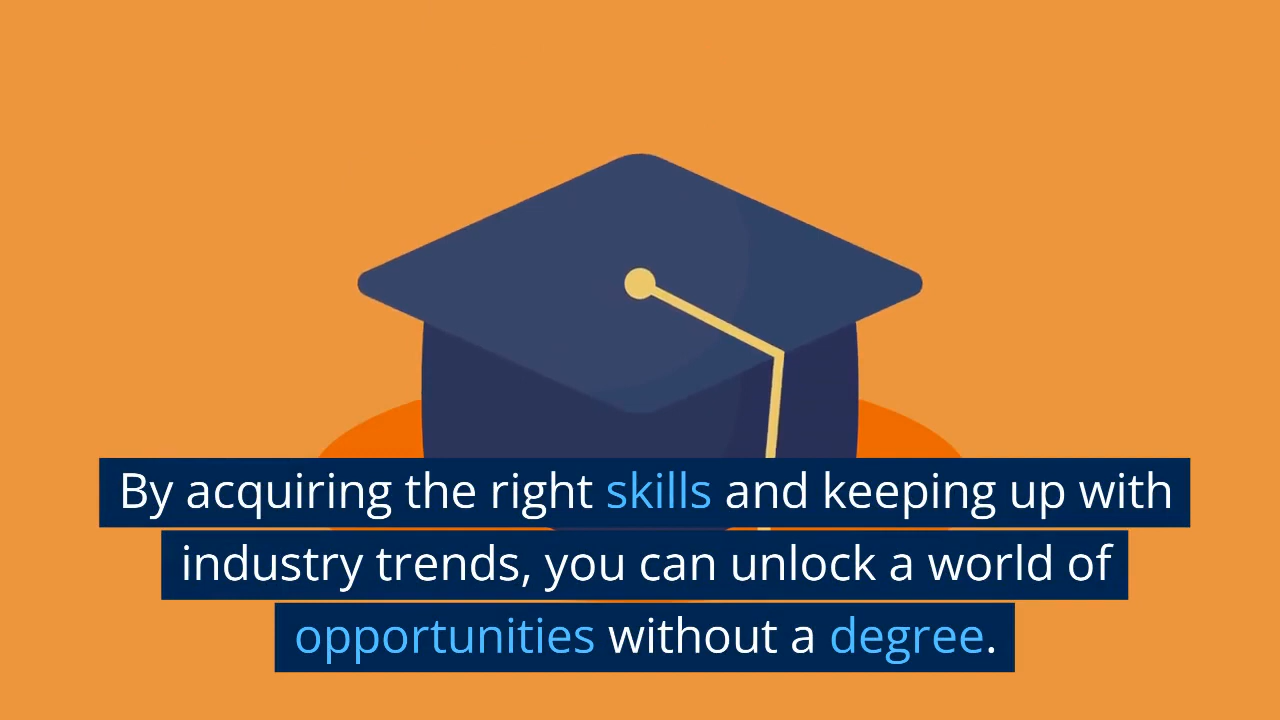 By acquiring the right skills and keeping up with
industry trends, you can unlock a world of
opportunities without a degree.